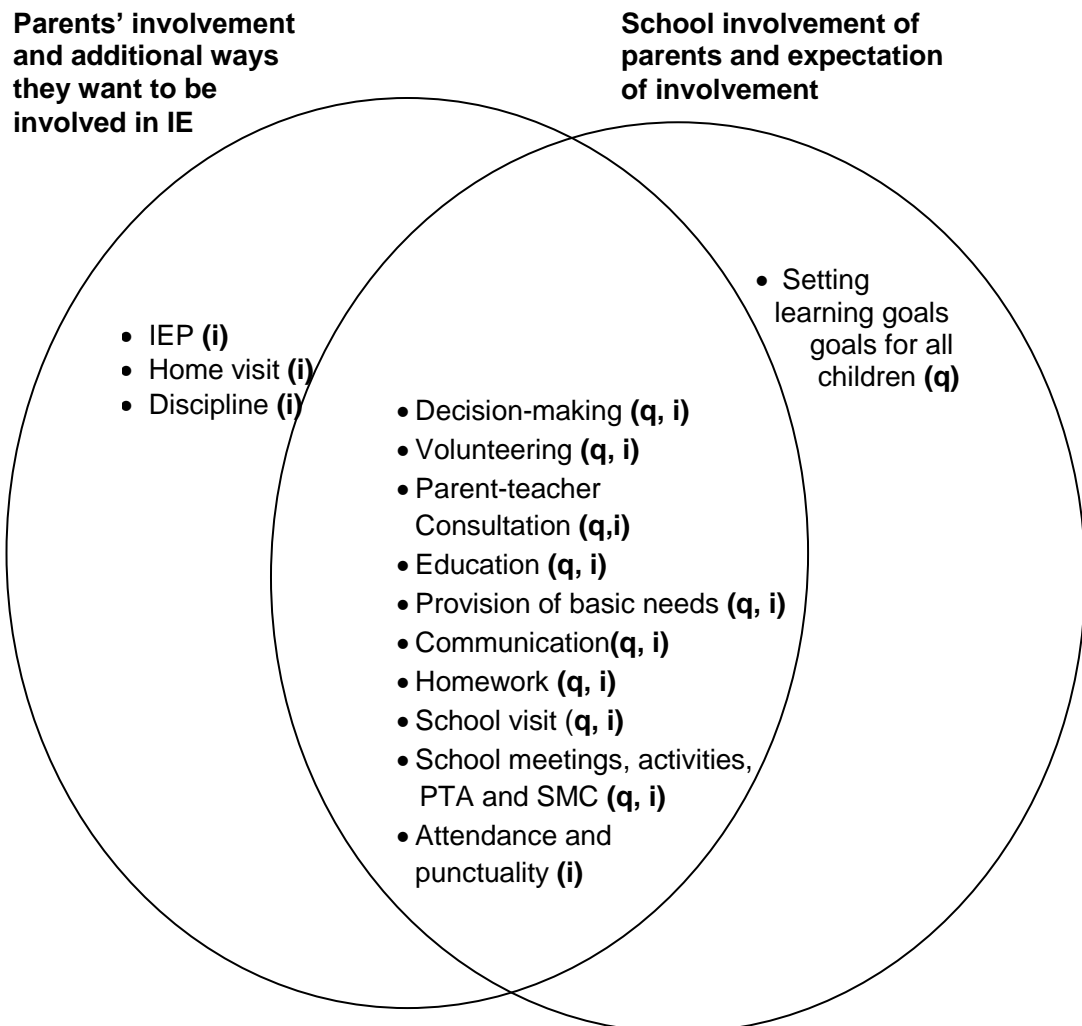 Parents’ involvement
and additional ways
they want to be
involved in IE
School involvement of
parents and expectation
of involvement
• IEP (i)
• Home visit (i)
• Discipline (i)
• Decision-making (q, i)
• Volunteering (q, i)
• Parent-teacher
Consultation (q,i)
• Education (q, i)
• Provision of basic needs (q, i)
• Communication(q, i)
• Homework (q, i)
• School visit (q, i)
• School meetings, activities,
PTA and SMC (q, i)
• Attendance and
punctuality (i)
• Setting
learning goals
goals for all
children (q)